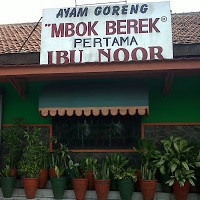 AYAM GORENG
"MBOK BEREK"®
PERTAMA
IBU NOOR